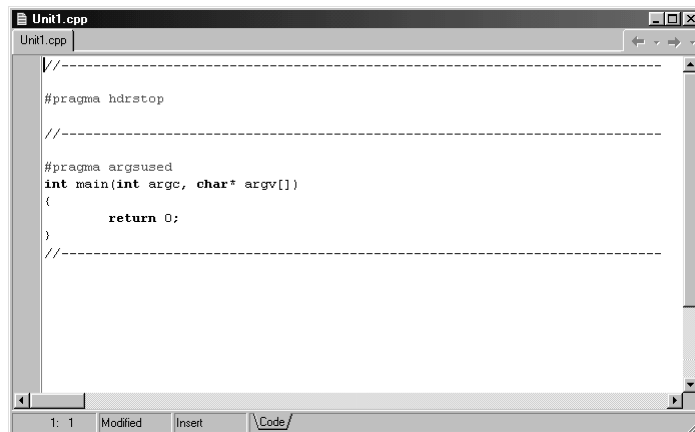 Unit1.cpp
Unit1.cpp
//---------------------------------------------------------------------------
#pragma hdrstop
//---------------------------------------------------------------------------
#pragma argsused
int main(int argc, char* argv[])
{
        return 0;
}
//---------------------------------------------------------------------------
1: 1 Modified Insert \Code/